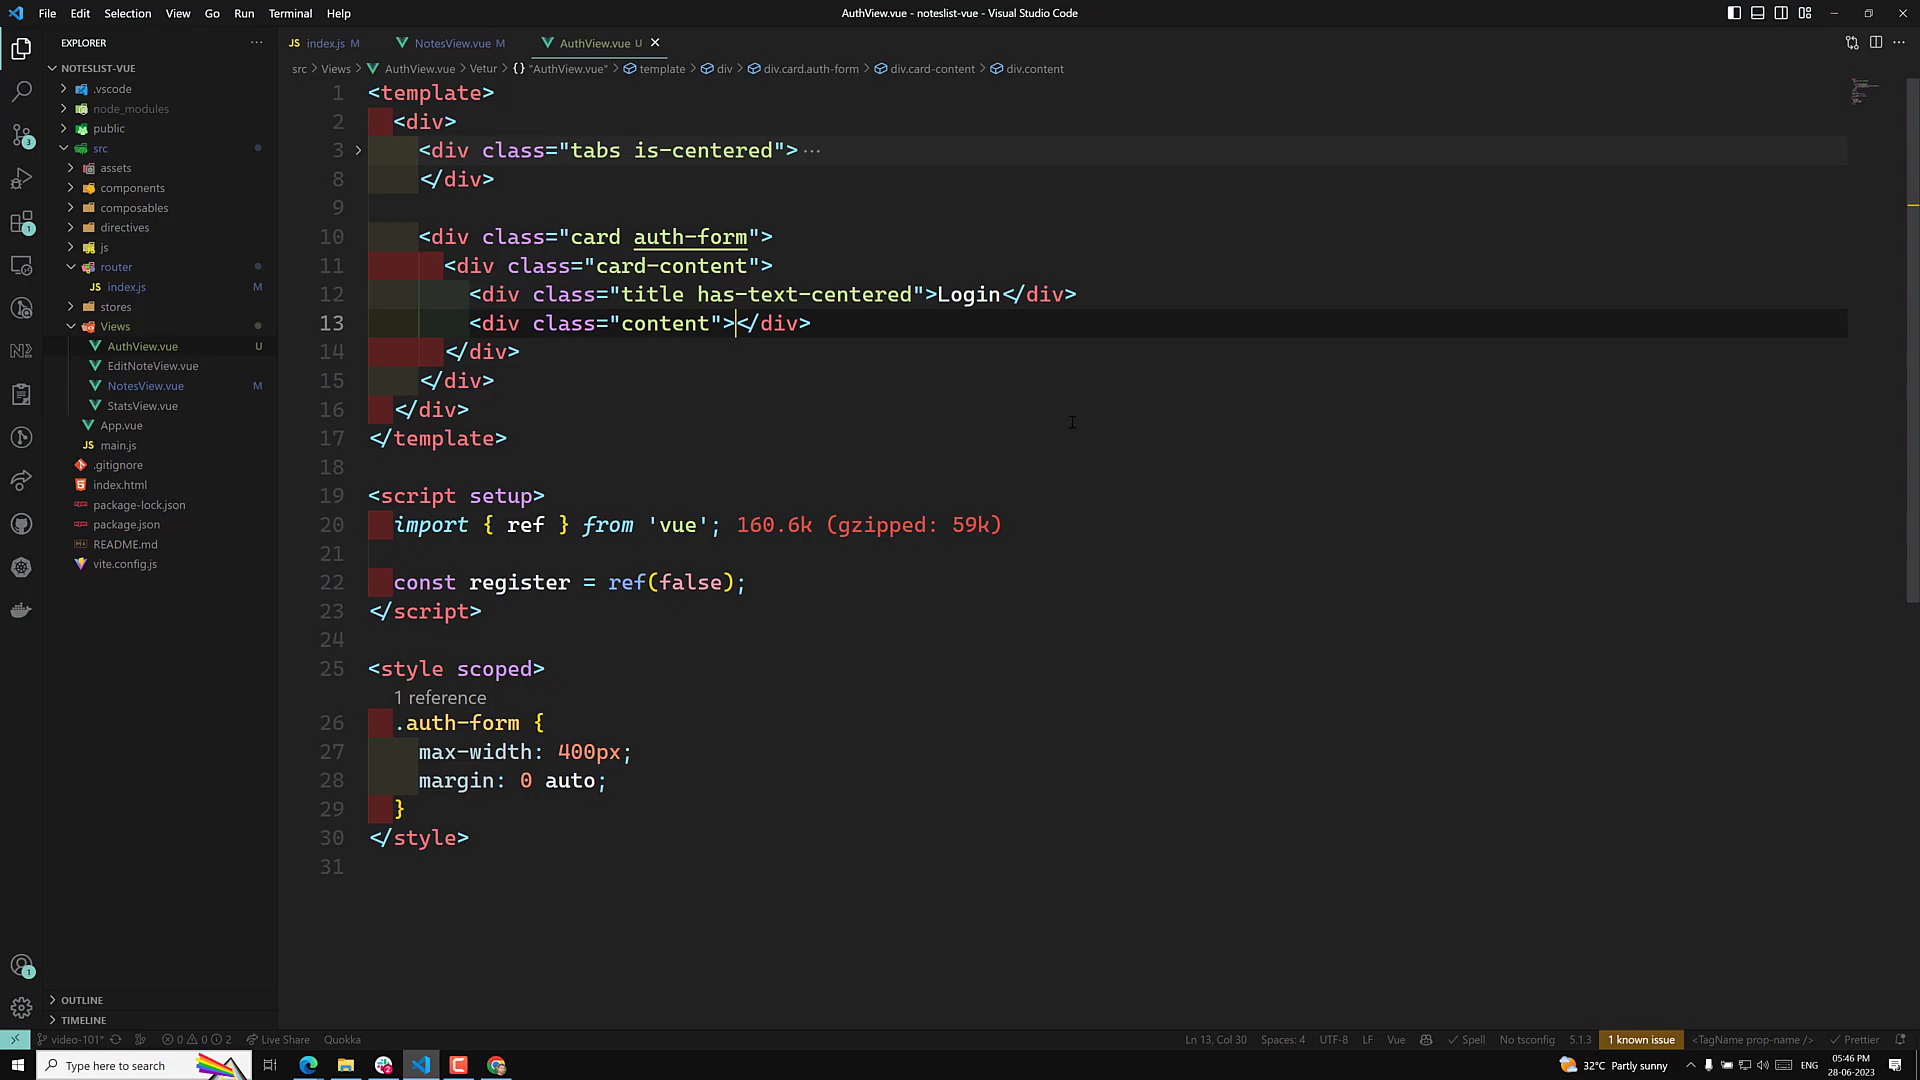 File Edit Selection View Go Run Terminal Help
AuthView.vue - noteslist-vue - Visual Studio Code
EXPLORER
NOTESLIST-VUE
.vscode
node_modules
public
src
assets
components
composables
directives
js
router
index.js M
stores
Views
AuthView.vue U
EditNoteView.vue
NotesView.vue M
StatsView.vue
App.vue
main.js
.gitignore
index.html
package-lock.json
package.json
README.md
vite.config.js
OUTLINE
TIMELINE
JS index.js M NotesView.vue M AuthView.vue U
src > Views > AuthView.vue > Vetur > {} "AuthView.vue" > template > div > div.card.auth-form > div.card-content > div.content
1 <template>
2 <div>
3 <div class="tabs is-centered"> ...
8 </div>
9
10 <div class="card auth-form">
11 <div class="card-content">
12 <div class="title has-text-centered">Login</div>
13 <div class="content"></div>
14 </div>
15 </div>
16 </div>
17 </template>
18
19 <script setup>
20 import { ref } from 'vue'; 160.6k (gzipped: 59k)
21
22 const register = ref(false);
23 </script>
24
25 <style scoped>
1 reference
26 .auth-form {
27 max-width: 400px;
28 margin: 0 auto;
29 }
30 </style>
31
video-101* 0 0 2 Live Share Quokka
Ln 13, Col 30 Spaces: 4 UTF-8 LF Vue Spell No tsconfig 5.1.3 1 known issue <TagName prop-name /> Prettier
Type here to search
32°C Partly sunny ENG
05:46 PM
28-06-2023